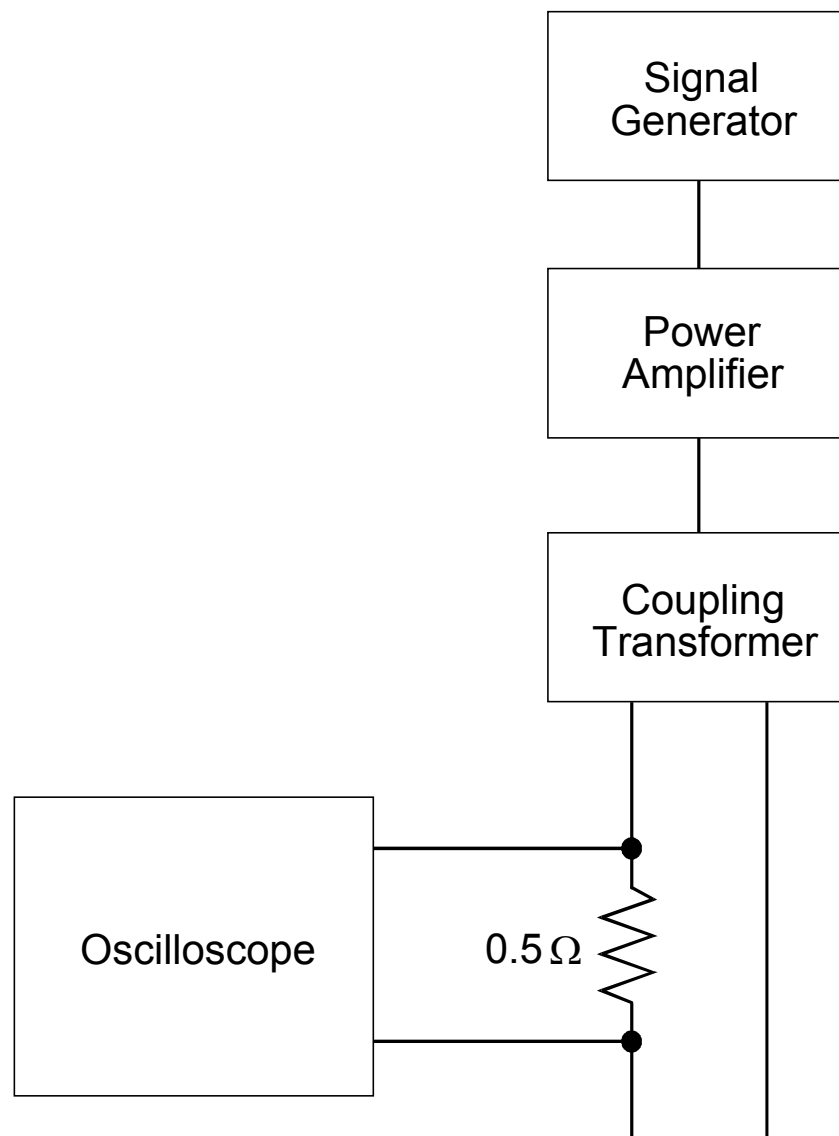 Signal
Generator
Power
Amplifier
Coupling
Transformer
Oscilloscope
0.5 Ω